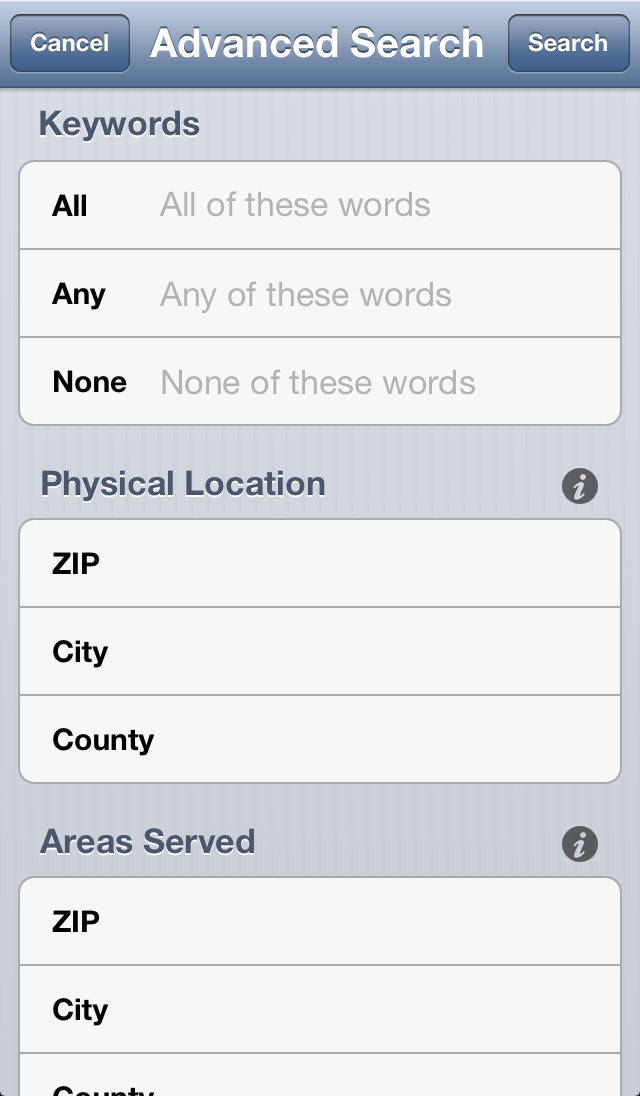 Cancel Advanced Search Search
Keywords
All All of these words
Any Any of these words
None None of these words
Physical Location i
ZIP
City
County
Areas Served i
ZIP
City
County